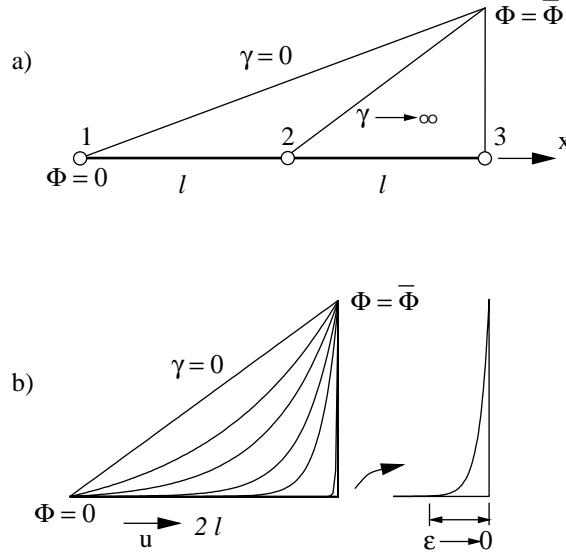 Φ = Φ̅
a)
γ = 0
γ → ∞
1
2
3
x
Φ = 0
l
l
Φ = Φ̅
b)
γ = 0
Φ = 0
u
2 l
ε → 0